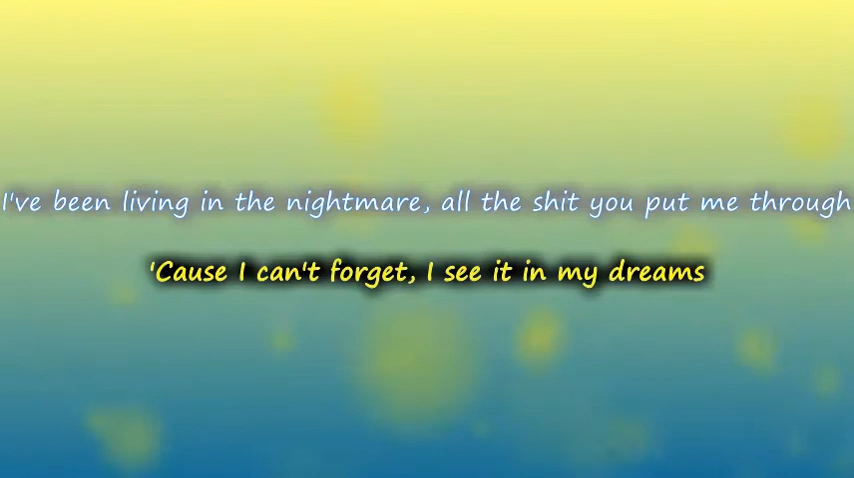 I've been living in the nightmare, all the shit you put me through
'Cause I can't forget, I see it in my dreams